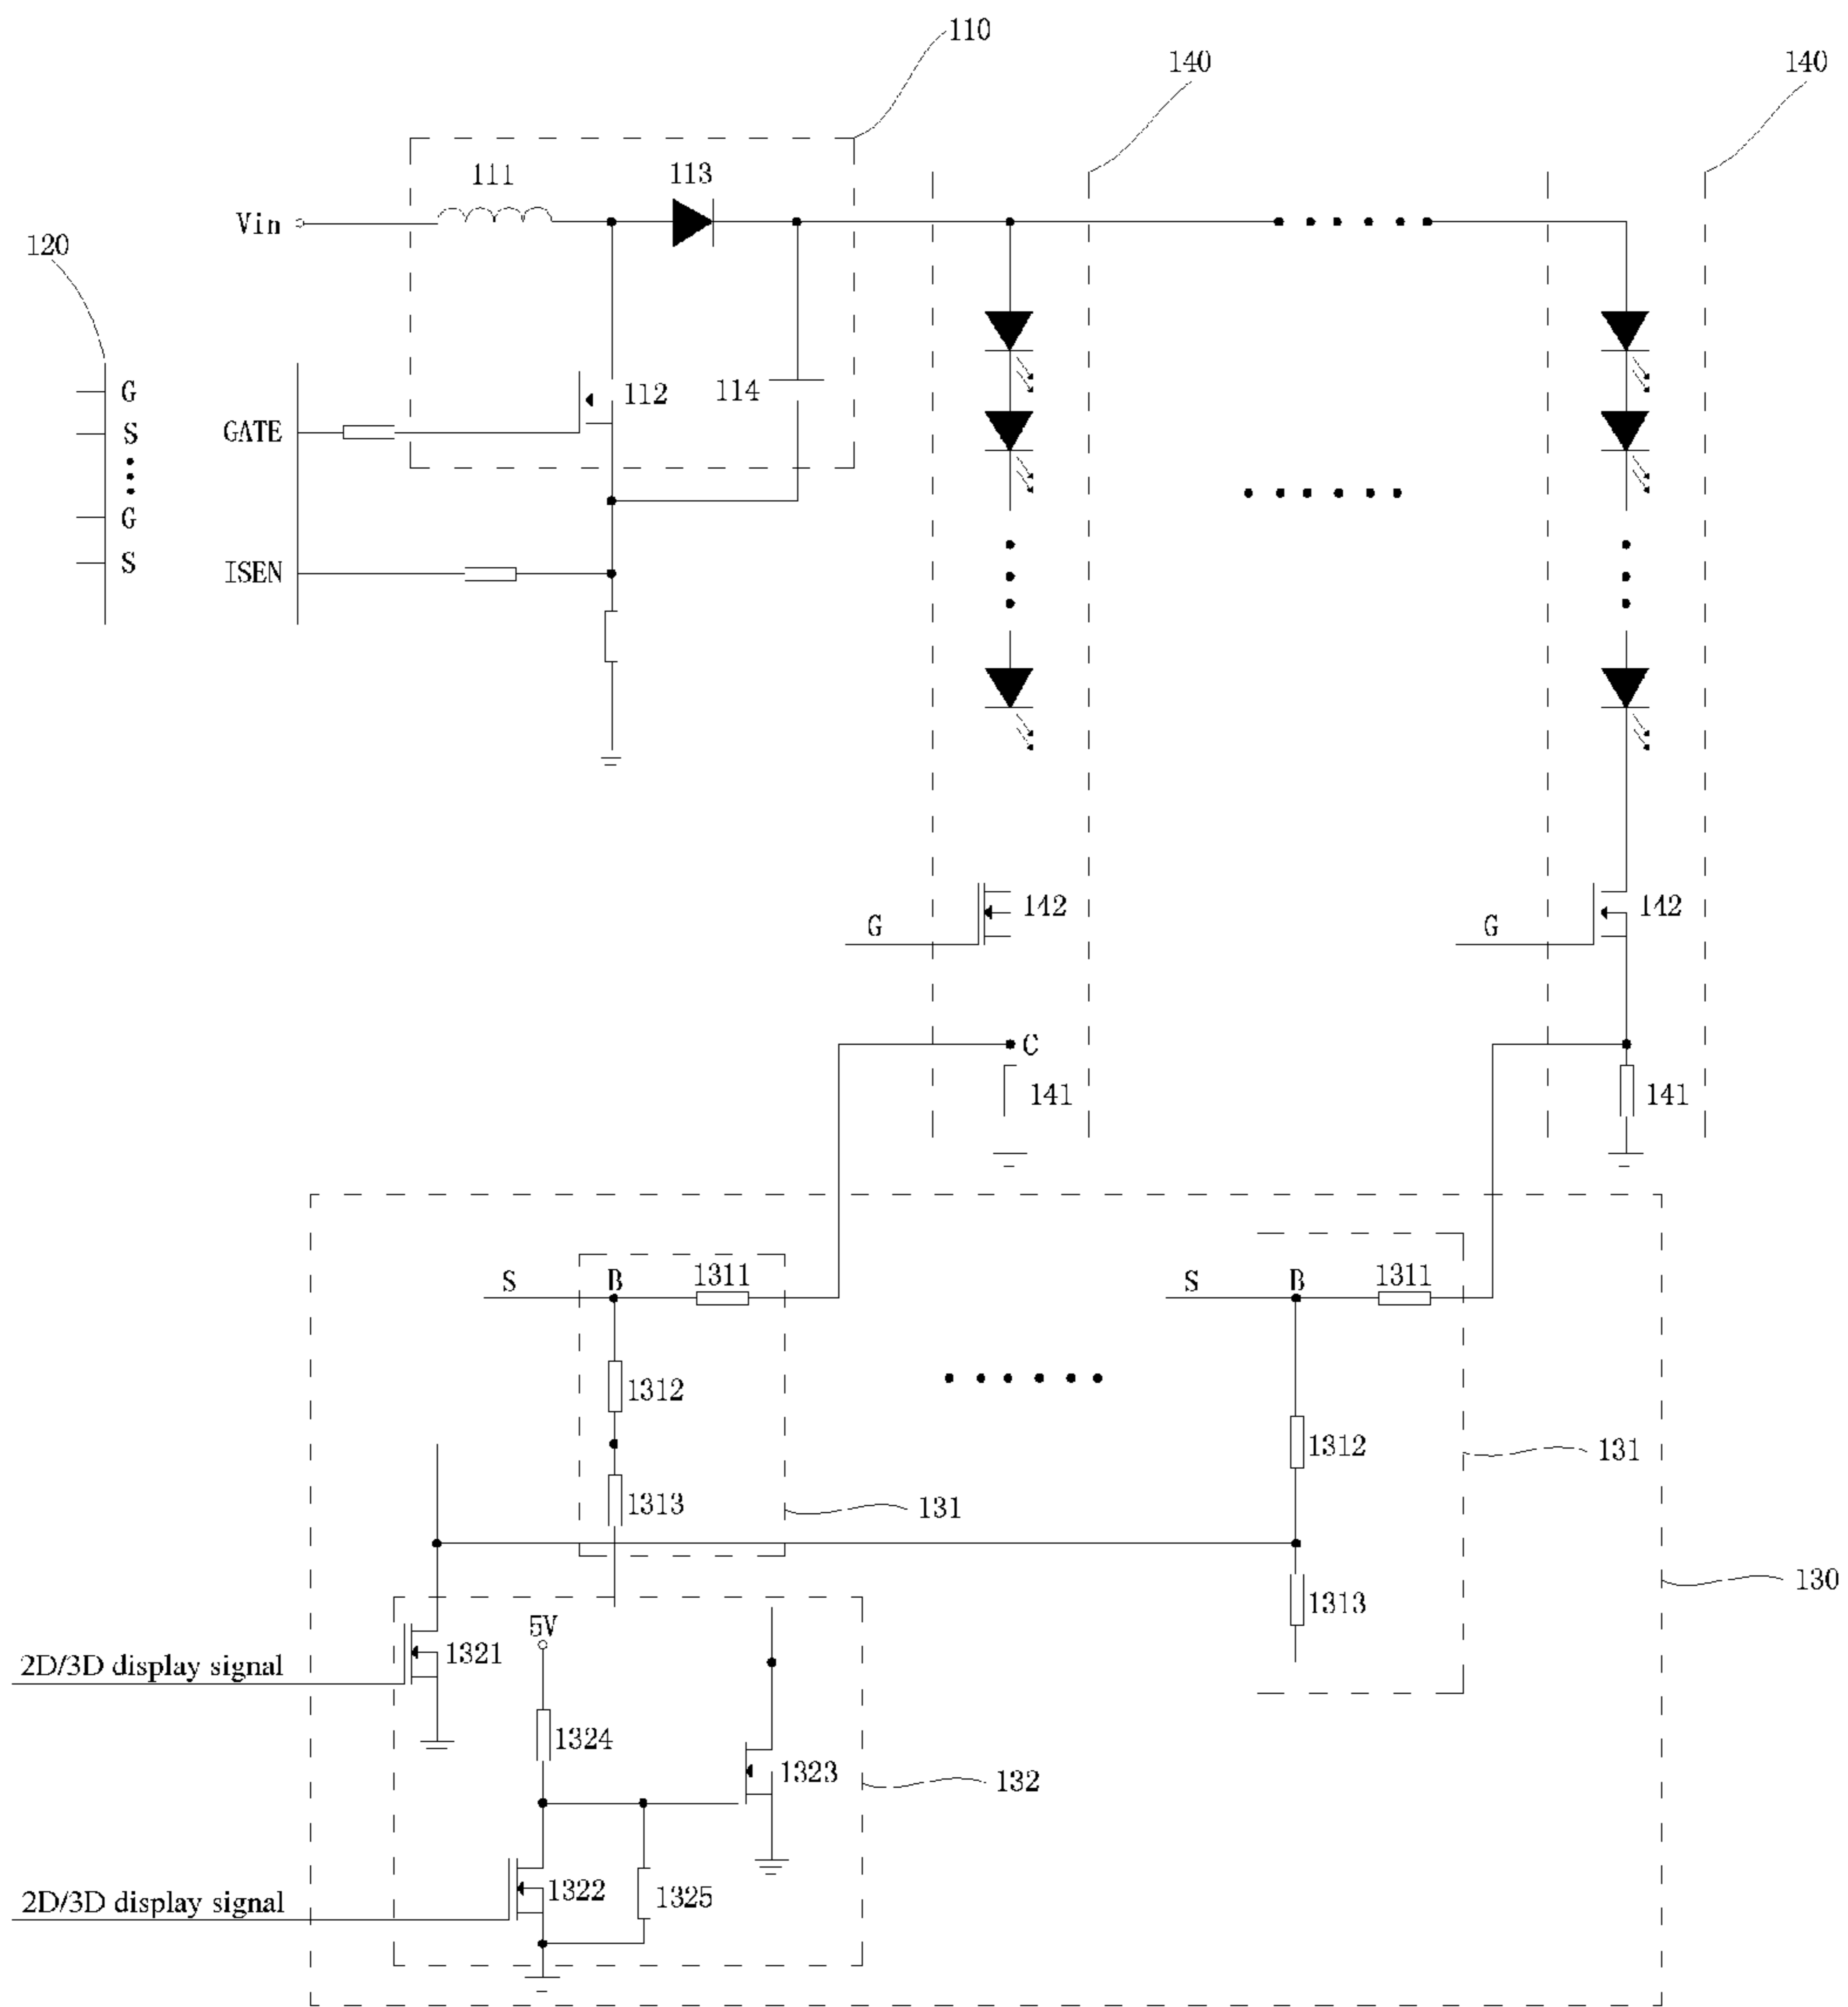 110
140
140
111
113
Vin
120
G
112
114
S
GATE
G
S
ISEN
142
142
G
G
C
141
141
S
B
1311
S
B
1311
1312
1312
131
1313
131
130
1313
5V
1321
2D/3D display signal
1324
1323
132
1322
1325
2D/3D display signal